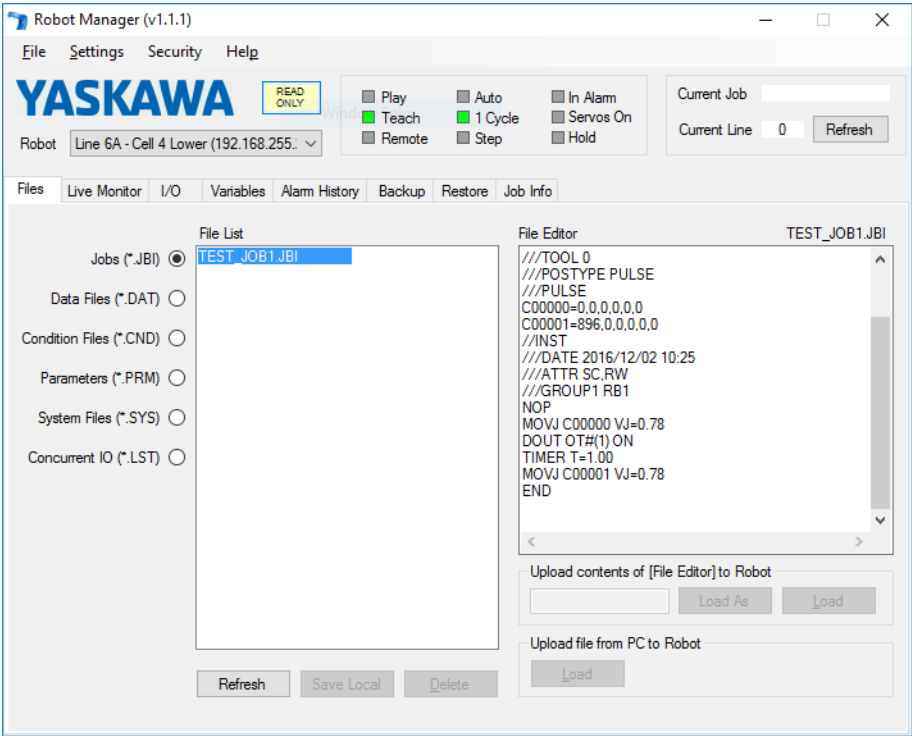 Robot Manager (v1.1.1)
File Settings Security Help
YASKAWA
READ ONLY
Play Auto In Alarm
Teach 1 Cycle Servos On
Remote Step Hold
Current Job
Current Line 0 Refresh
Robot Line 6A - Cell 4 Lower (192.168.255.:
Files Live Monitor I/O Variables Alarm History Backup Restore Job Info
File List
TEST_JOB1.JBI
Jobs (*.JBI)
Data Files (*.DAT)
Condition Files (*.CND)
Parameters (*.PRM)
System Files (*.SYS)
Concurrent IO (*.LST)
Refresh Save Local Delete
File Editor TEST_JOB1.JBI
///TOOL 0
///POSTYPE PULSE
///PULSE
C00000=0,0,0,0,0,0
C00001=896,0,0,0,0,0
//INST
///DATE 2016/12/02 10:25
///ATTR SC,RW
///GROUP1 RB1
NOP
MOVJ C00000 VJ=0.78
DOUT OT#(1) ON
TIMER T=1.00
MOVJ C00001 VJ=0.78
END
Upload contents of [File Editor] to Robot
Load As Load
Upload file from PC to Robot
Load